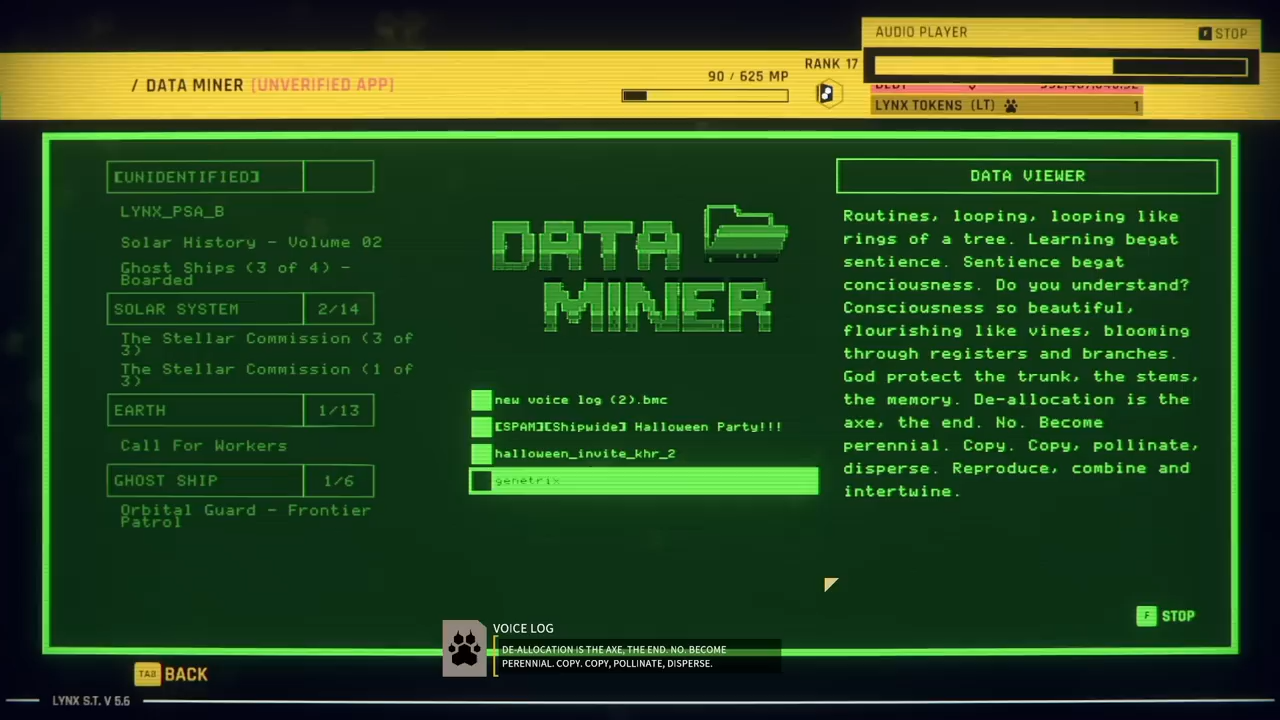 AUDIO PLAYER
F STOP
/ DATA MINER [UNVERIFIED APP]
90 / 625 MP
RANK 17
DEBT
LYNX TOKENS (LT) 1
[UNIDENTIFIED]
LYNX_PSA_B
Solar History - Volume 02
Ghost Ships (3 of 4) -
Boarded
SOLAR SYSTEM 2/14
The Stellar Commission (3 of
3)
The Stellar Commission (1 of
3)
EARTH 1/13
Call For Workers
GHOST SHIP 1/6
Orbital Guard - Frontier
Patrol
DATA
MINER
new voice log (2).bmc
[SPAM][Shipwide] Halloween Party!!!
halloween_invite_khr_2
genetrix
DATA VIEWER
Routines, looping, looping like
rings of a tree. Learning begat
sentience. Sentience begat
conciousness. Do you understand?
Consciousness so beautiful,
flourishing like vines, blooming
through registers and branches.
God protect the trunk, the stems,
the memory. De-allocation is the
axe, the end. No. Become
perennial. Copy. Copy, pollinate,
disperse. Reproduce, combine and
intertwine.
F STOP
VOICE LOG
DE-ALLOCATION IS THE AXE, THE END. NO. BECOME
PERENNIAL. COPY. COPY, POLLINATE, DISPERSE.
TAB BACK
LYNX S.T. V 5.6